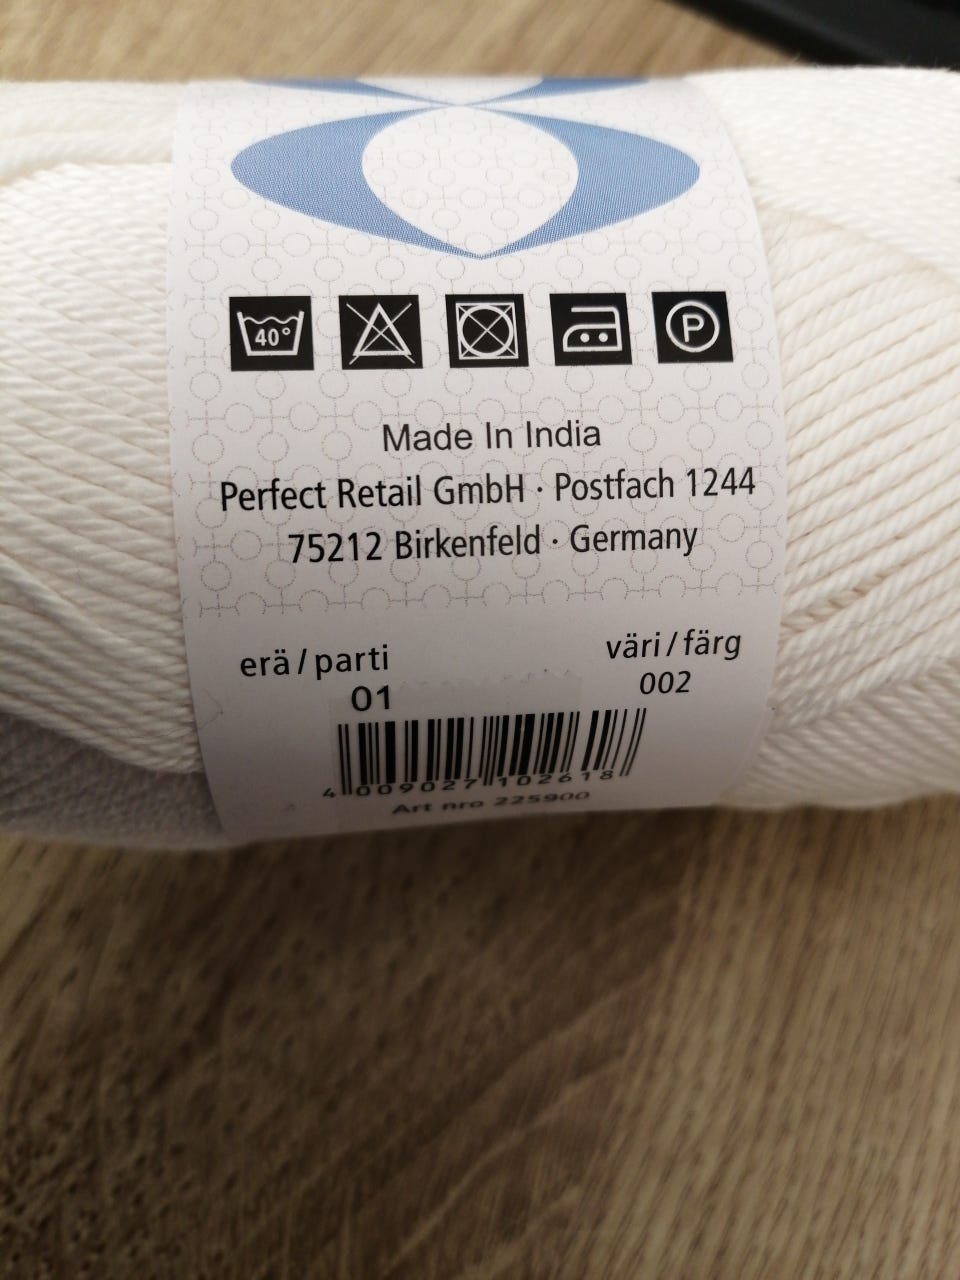 40°
P
Made In India
Perfect Retail GmbH · Postfach 1244
75212 Birkenfeld · Germany
erä / parti
väri / färg
01
002
4 009027 102618
Art nro 225900